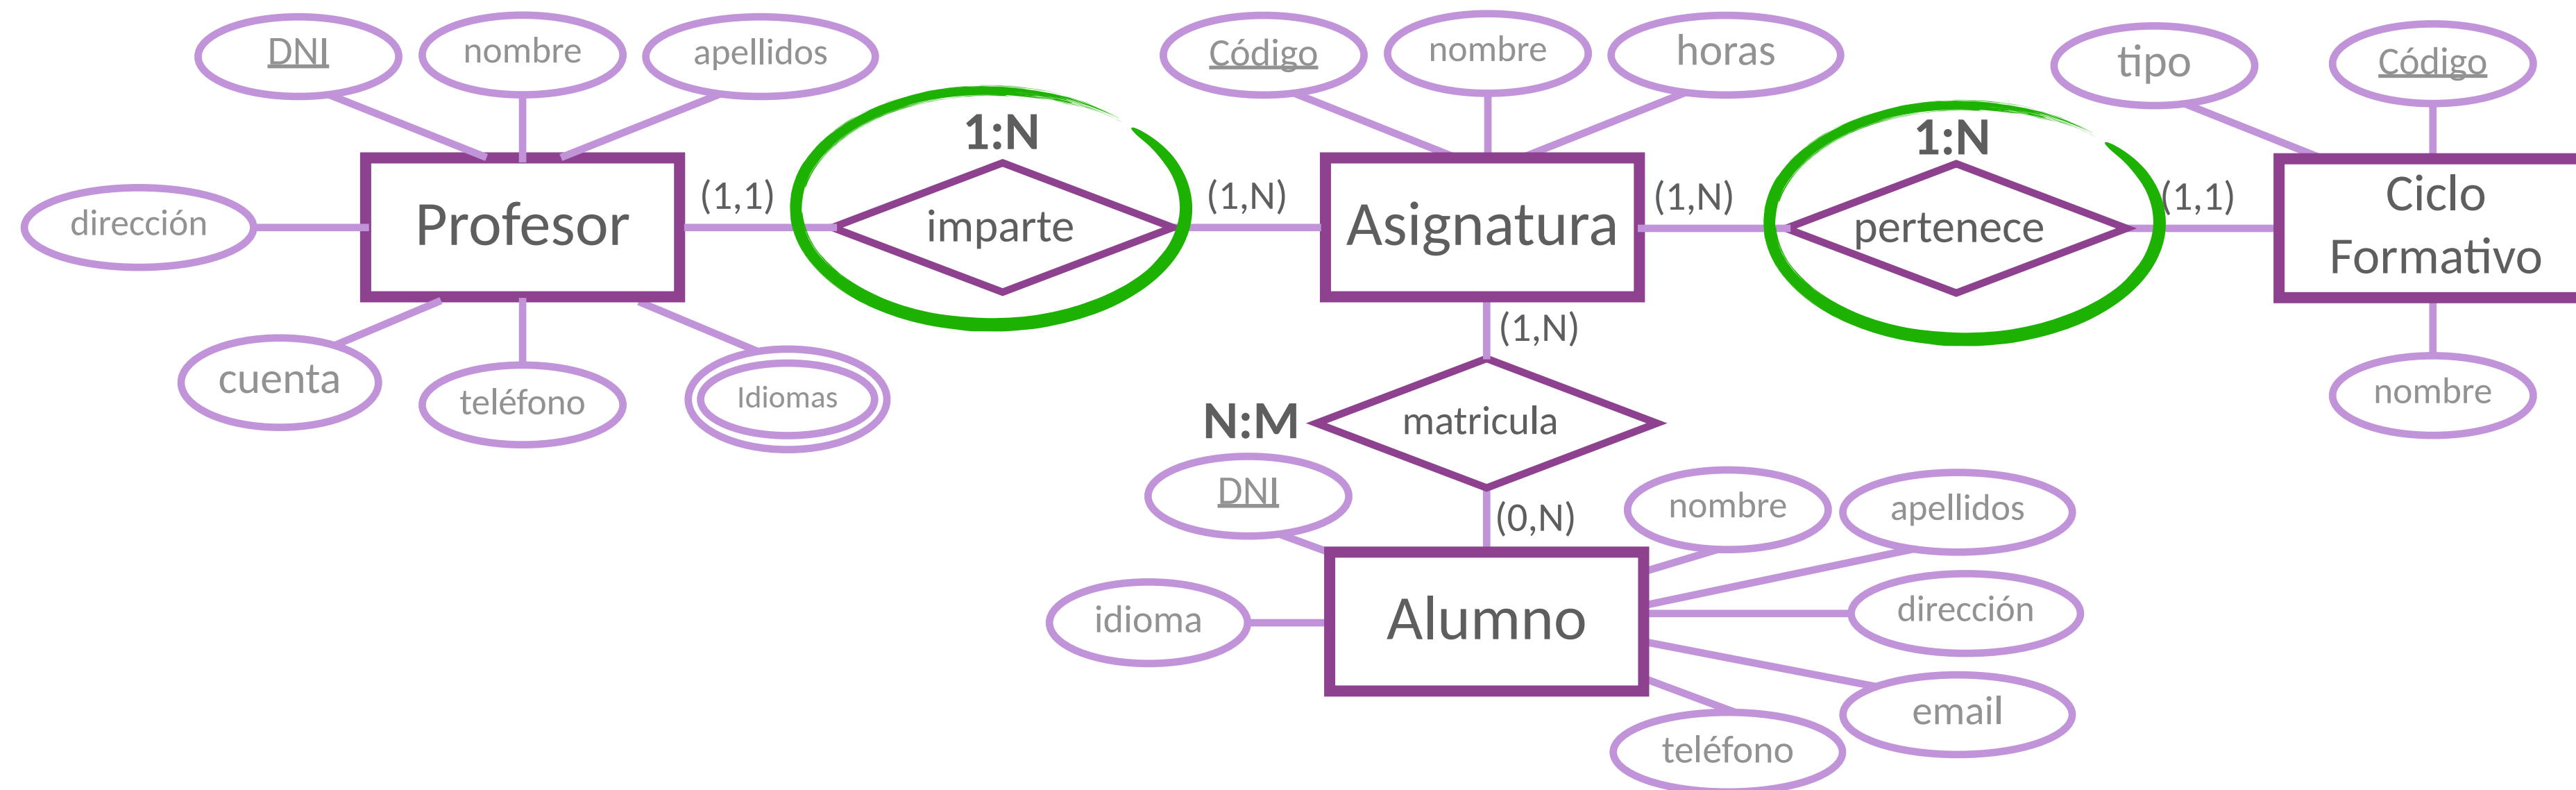 DNI
nombre
apellidos
Código
nombre
horas
tipo
Código
1:N
1:N
dirección
Profesor
(1,1)
imparte
(1,N)
Asignatura
(1,N)
pertenece
(1,1)
Ciclo
Formativo
cuenta
teléfono
Idiomas
(1,N)
nombre
N:M
matricula
DNI
(0,N)
nombre
apellidos
idioma
Alumno
dirección
email
teléfono